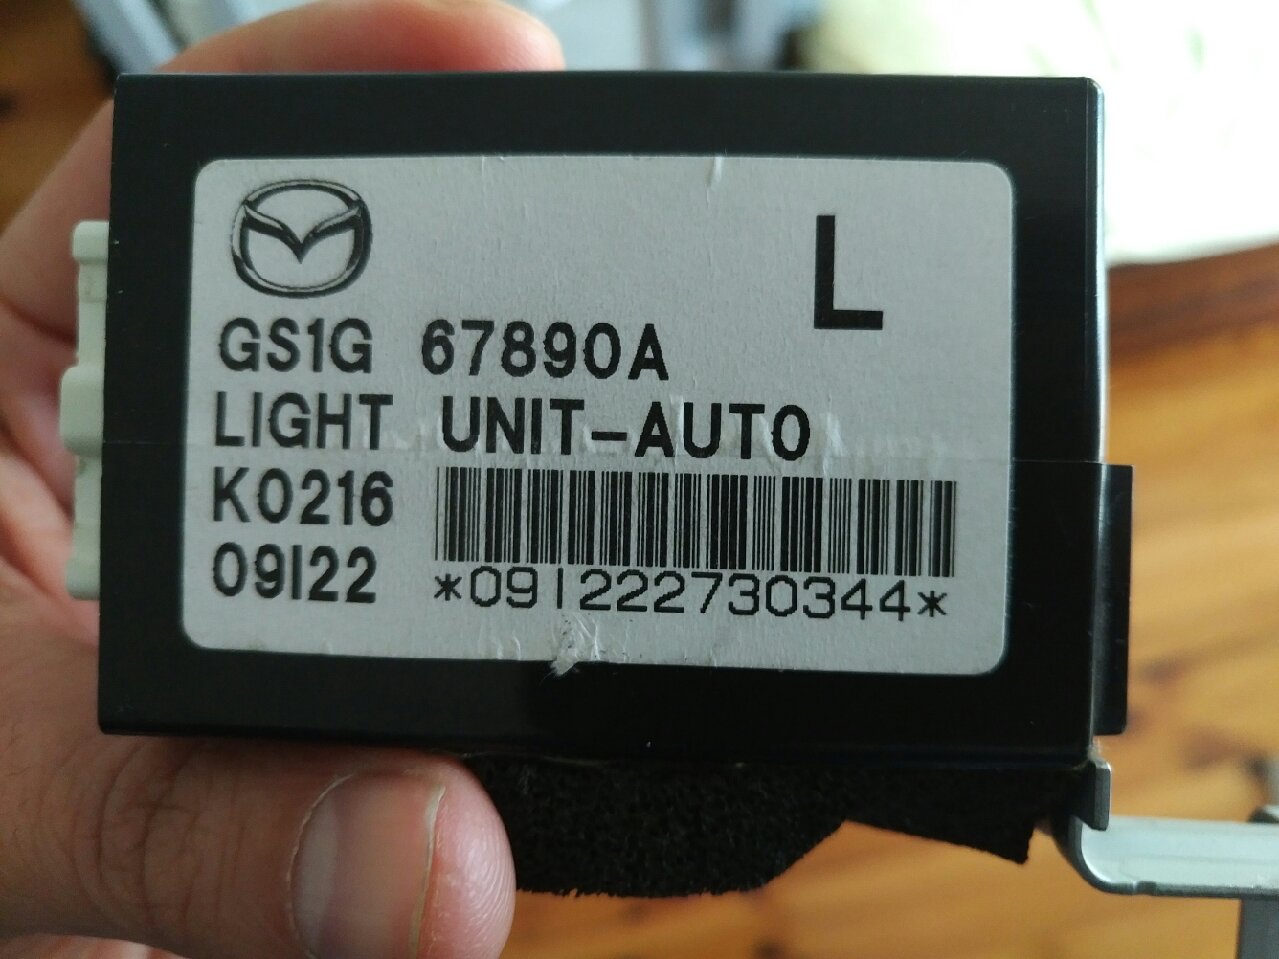 L
GS1G 67890A
LIGHT UNIT-AUTO
K0216
09I22
*09I222730344*